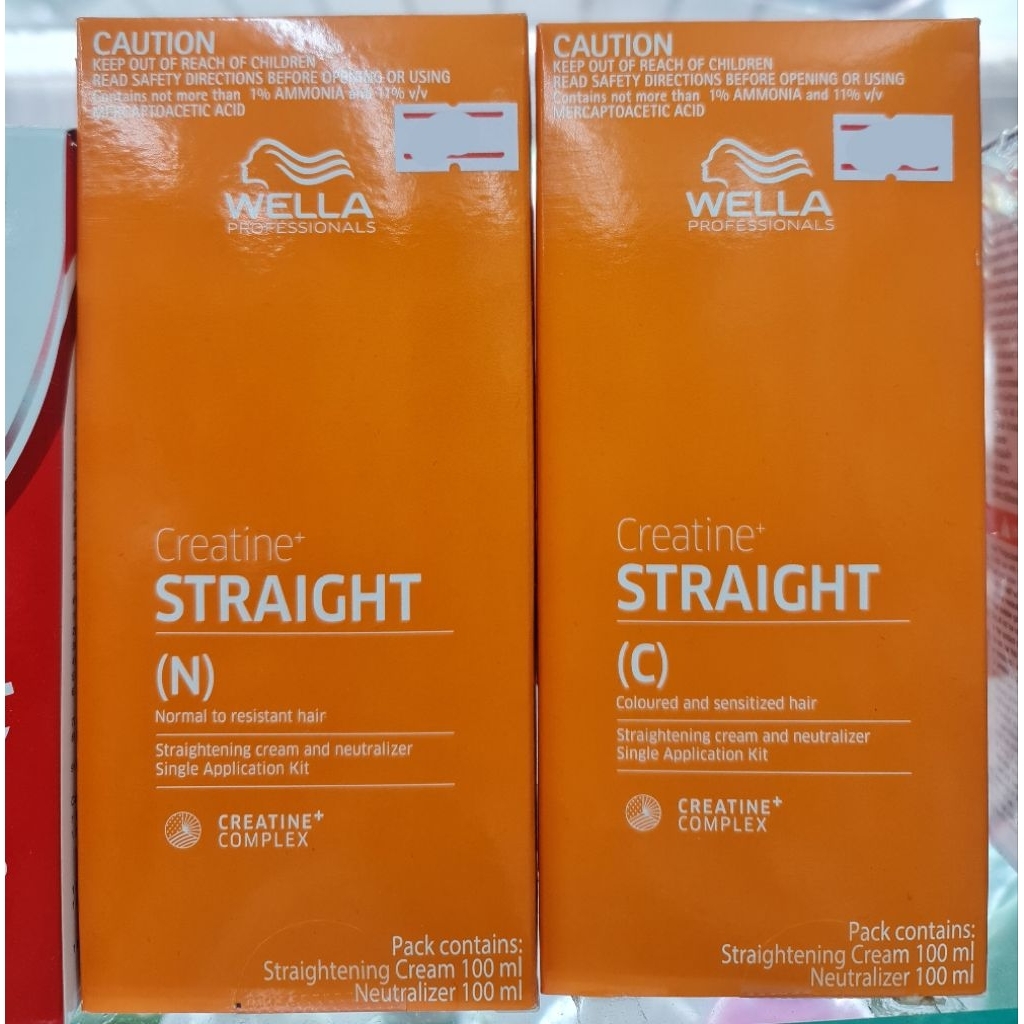 CAUTION
KEEP OUT OF REACH OF CHILDREN
READ SAFETY DIRECTIONS BEFORE OPENING OR USING
Contains not more than 1% AMMONIA and 11% v/v
MERCAPTOACETIC ACID
WELLA
PROFESSIONALS
Creatine+
STRAIGHT
(N)
Normal to resistant hair
Straightening cream and neutralizer
Single Application Kit
CREATINE+
COMPLEX
Pack contains:
Straightening Cream 100 ml
Neutralizer 100 ml
CAUTION
KEEP OUT OF REACH OF CHILDREN
READ SAFETY DIRECTIONS BEFORE OPENING OR USING
Contains not more than 1% AMMONIA and 11% v/v
MERCAPTOACETIC ACID
WELLA
PROFESSIONALS
Creatine+
STRAIGHT
(C)
Coloured and sensitized hair
Straightening cream and neutralizer
Single Application Kit
CREATINE+
COMPLEX
Pack contains:
Straightening Cream 100 ml
Neutralizer 100 ml